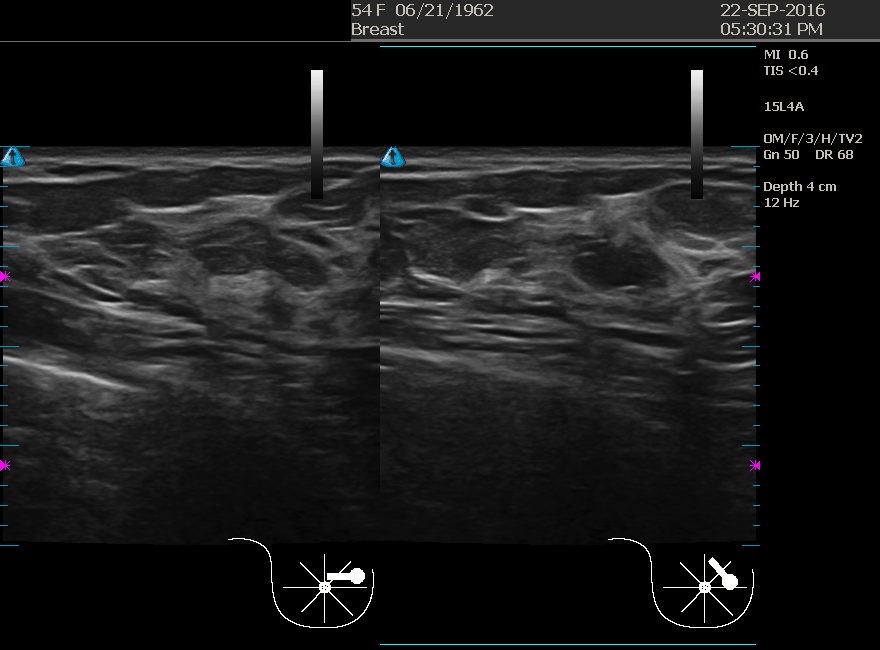 54 F 06/21/1962
Breast
22-SEP-2016
05:30:31 PM
MI 0.6
TIS <0.4
15L4A
OM/F/3/H/TV2
Gn 50 DR 68
Depth 4 cm
12 Hz